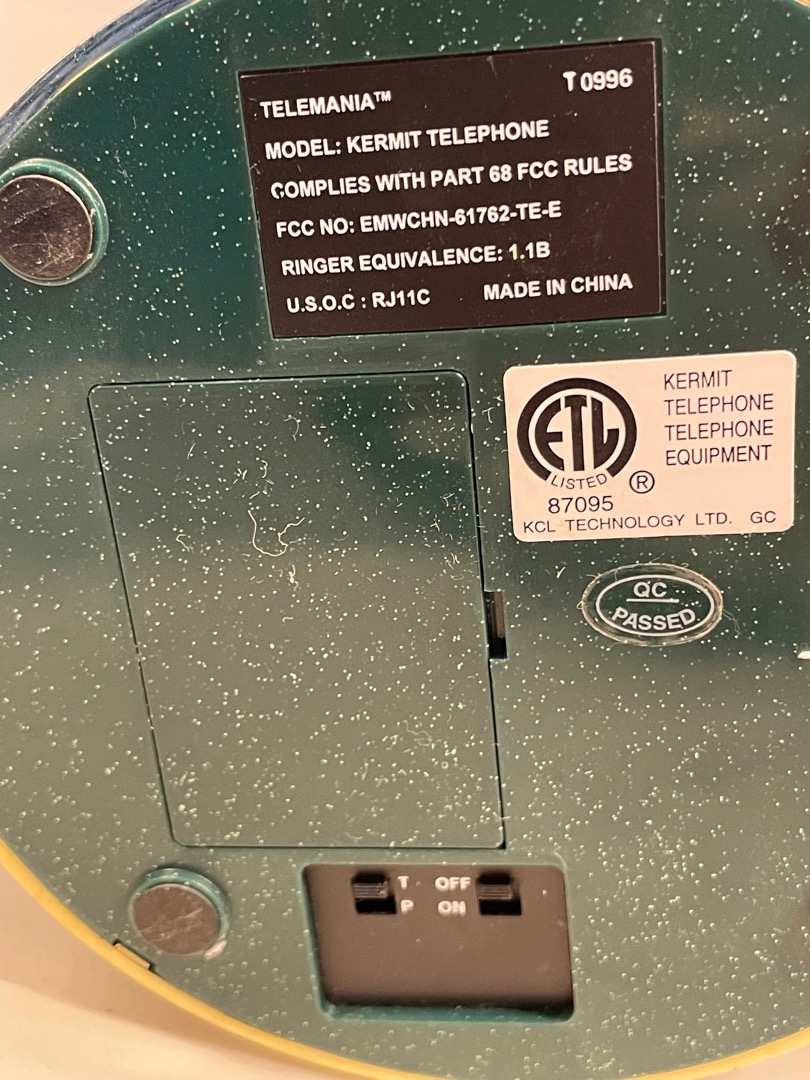 TELEMANIA™ T 0996
MODEL: KERMIT TELEPHONE
COMPLIES WITH PART 68 FCC RULES
FCC NO: EMWCHN-61762-TE-E
RINGER EQUIVALENCE: 1.1B
U.S.O.C : RJ11C MADE IN CHINA
KERMIT
TELEPHONE
TELEPHONE
EQUIPMENT
ETL
LISTED ®
87095
KCL TECHNOLOGY LTD. GC
QC
PASSED
T OFF
P ON